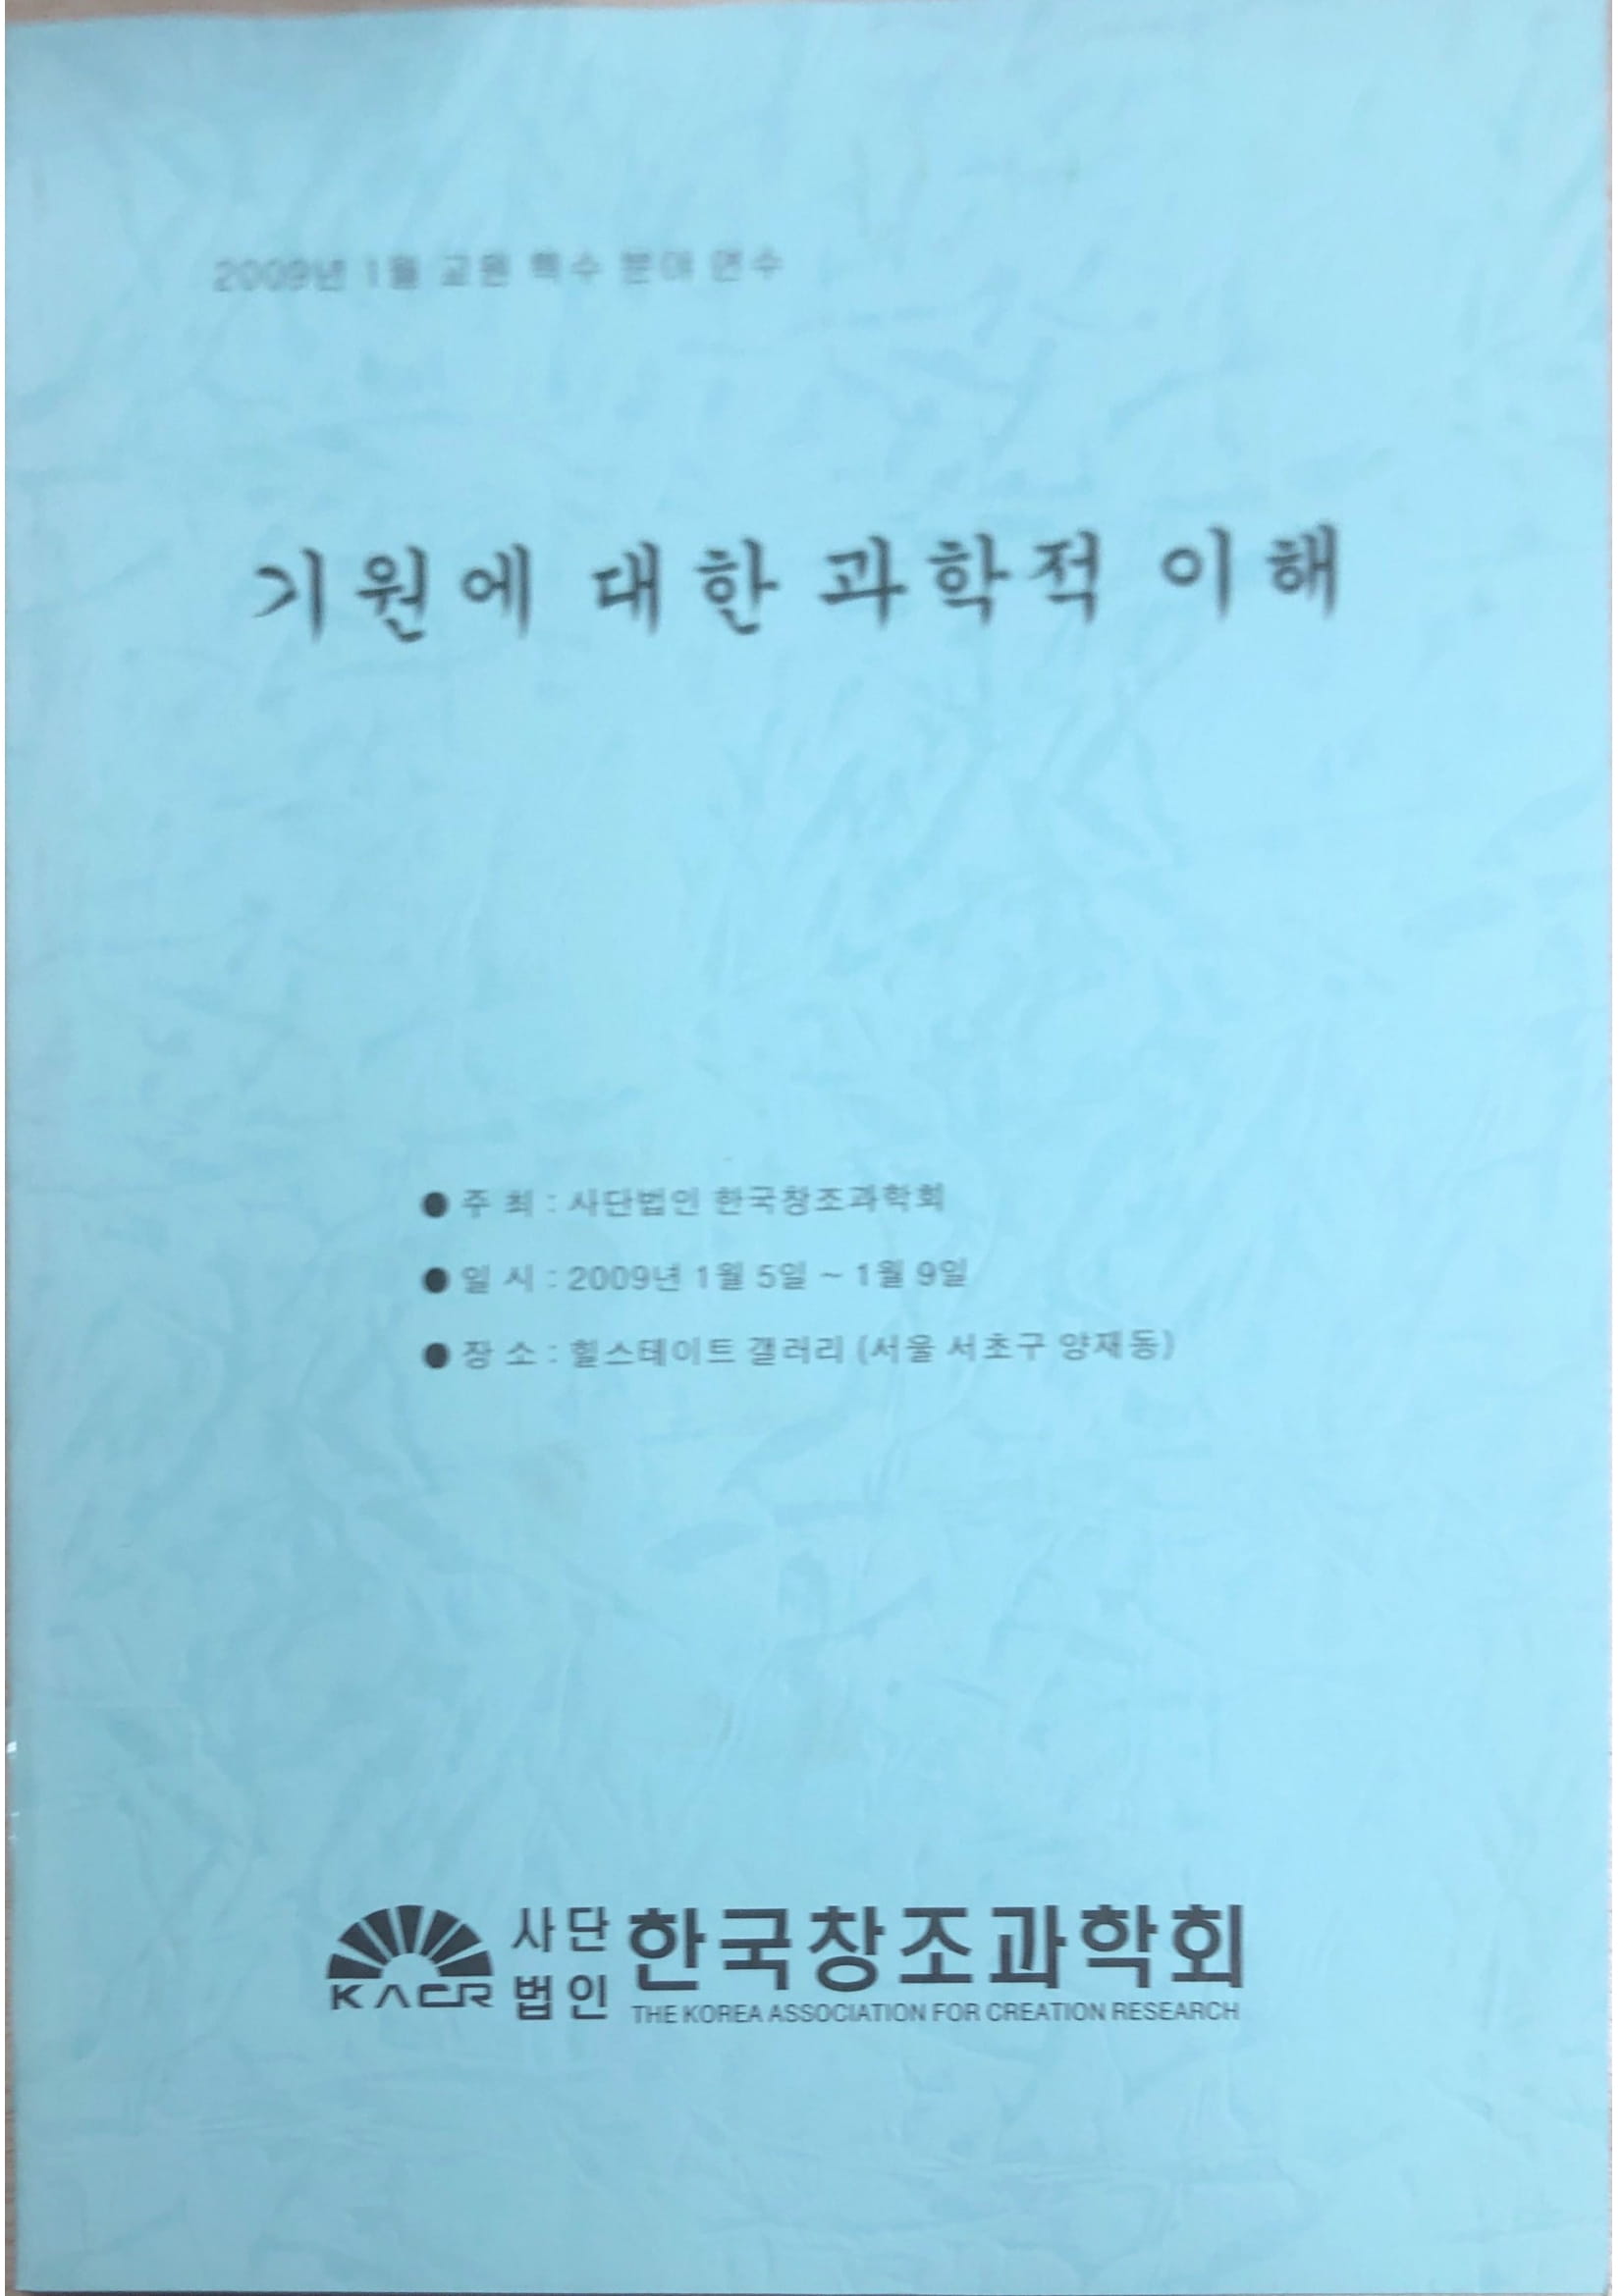 2009년 1월 교원 특수 분야 연수
기원에 대한 과학적 이해
● 주 최 : 사단법인 한국창조과학회
● 일 시 : 2009년 1월 5일 ~ 1월 9일
● 장 소 : 힐스테이트 갤러리 (서울 서초구 양재동)
KACR
사단법인 한국창조과학회
THE KOREA ASSOCIATION FOR CREATION RESEARCH